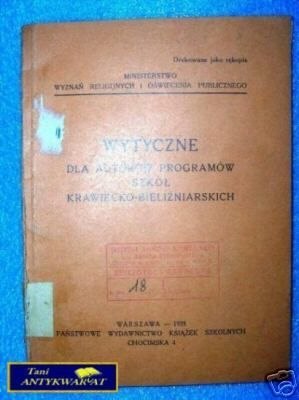 Drukowane jako rękopis
MINISTERSTWO
WYZNAŃ RELIGIJNYCH I OŚWIECENIA PUBLICZNEGO
WYTYCZNE
DLA AUTORÓW PROGRAMÓW
SZKÓŁ
KRAWIECKO-BIELIŹNIARSKICH
18
WARSZAWA — 1938
PAŃSTWOWE WYDAWNICTWO KSIĄŻEK SZKOLNYCH
CHOCIMSKA 4
Tani
ANTYKWARIAT